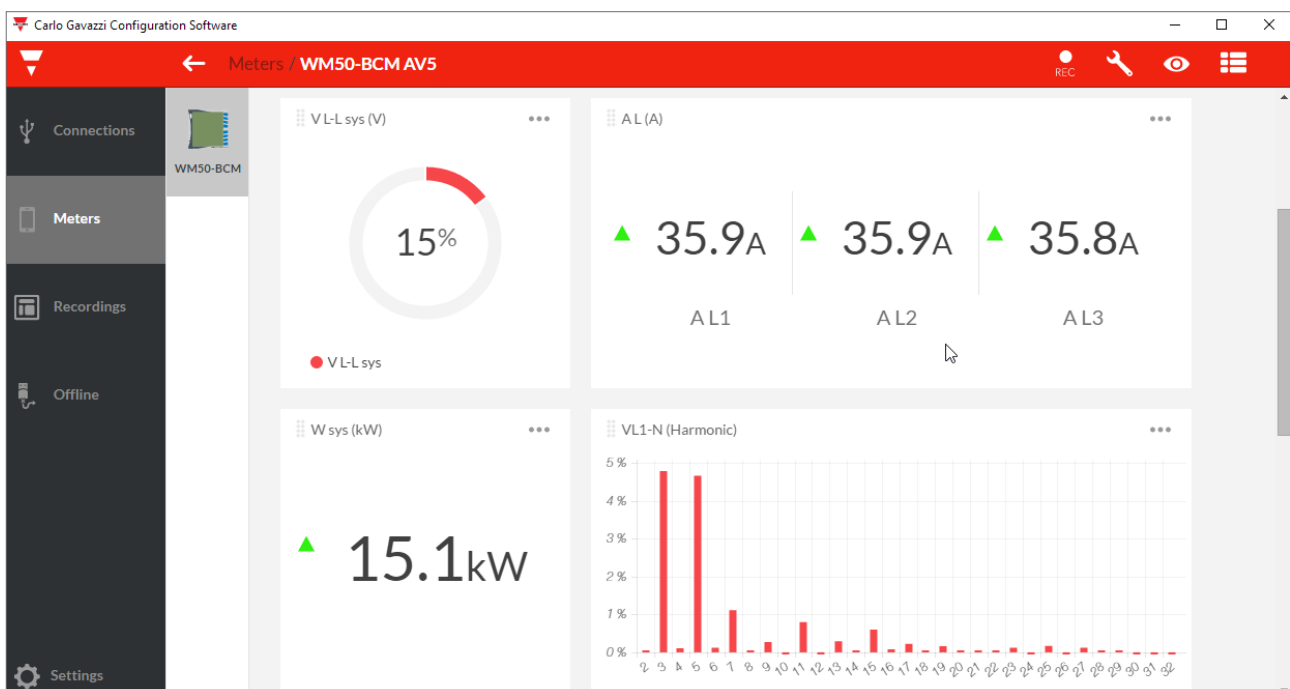 Carlo Gavazzi Configuration Software
Meters / WM50-BCM AV5
REC
Connections
Meters
Recordings
Offline
Settings
WM50-BCM
V L-L sys (V)
15%
V L-L sys
A L (A)
35.9A 35.9A 35.8A
A L1 A L2 A L3
W sys (kW)
15.1kW
VL1-N (Harmonic)
5 %
4 %
3 %
2 %
1 %
0 %
2 3 4 5 6 7 8 9 10 11 12 13 14 15 16 17 18 19 20 21 22 23 24 25 26 27 28 29 30 31 32